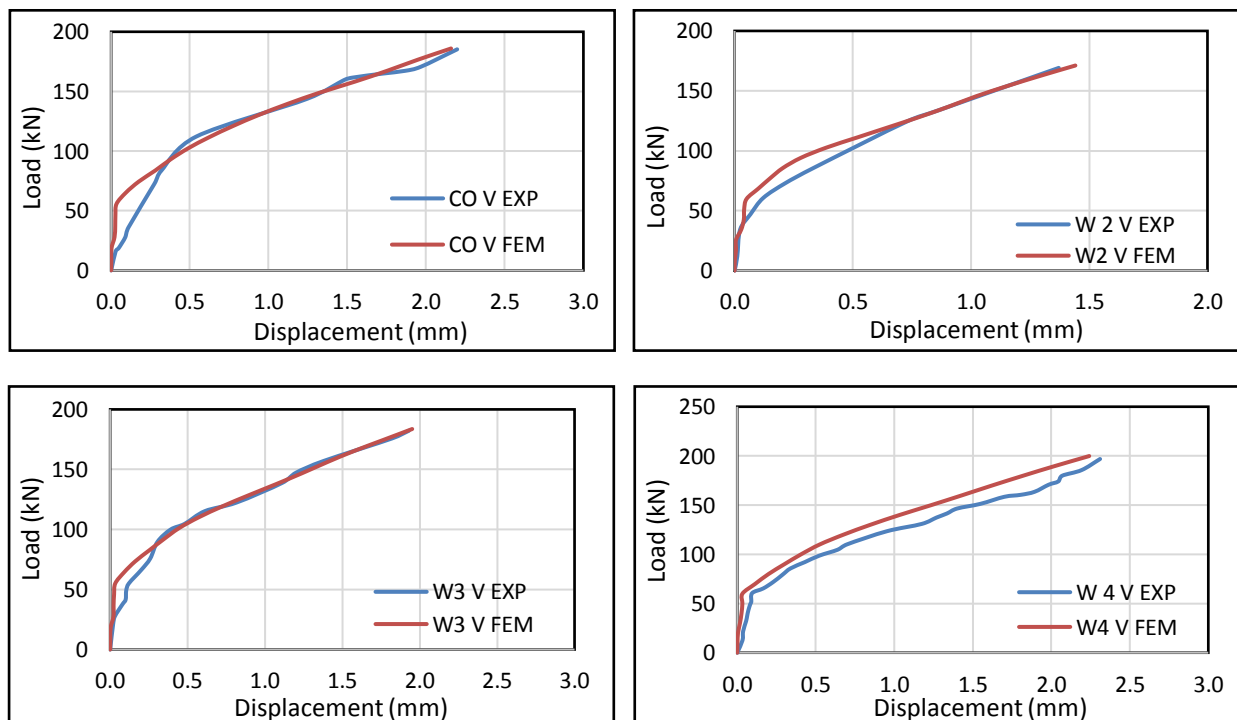 200
150
100
50
0
Load (kN)
CO V EXP
CO V FEM
0.0 0.5 1.0 1.5 2.0 2.5 3.0
Displacement (mm)
200
150
100
50
0
Load (kN)
W 2 V EXP
W2 V FEM
0.0 0.5 1.0 1.5 2.0
Displacement (mm)
200
150
100
50
0
Load (kN)
W3 V EXP
W3 V FEM
0.0 0.5 1.0 1.5 2.0 2.5 3.0
Displacement (mm)
250
200
150
100
50
0
Load (kN)
W 4 V EXP
W4 V FEM
0.0 0.5 1.0 1.5 2.0 2.5 3.0
Displacement (mm)